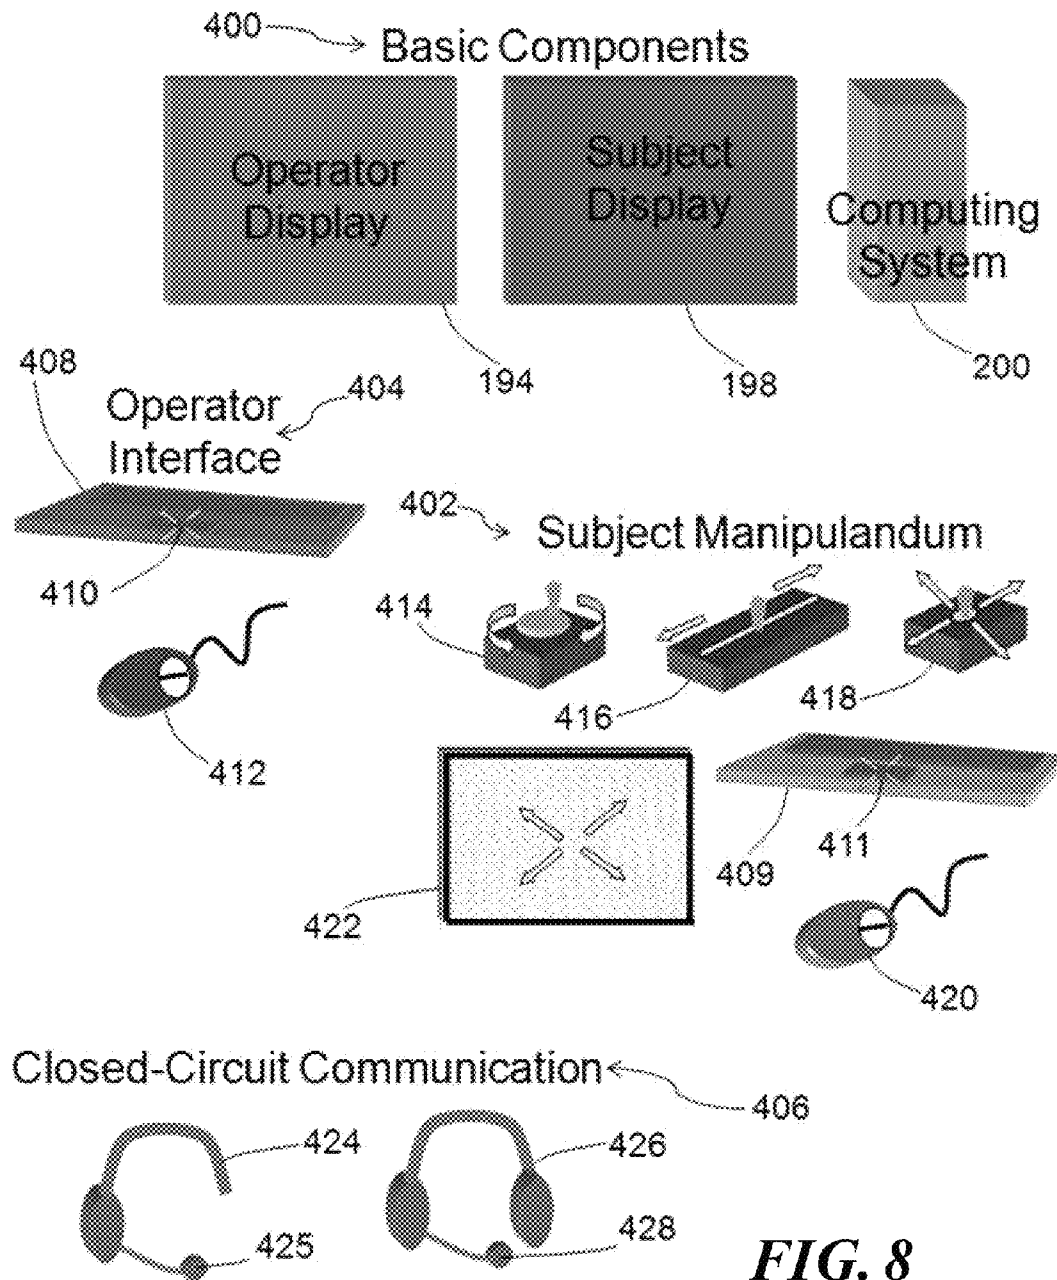 400
Basic Components
Operator
Display
Subject
Display
Computing
System
194
198
200
408
Operator
Interface
404
402
Subject Manipulandum
410
414
416
418
412
422
409
411
420
Closed-Circuit Communication
406
424
426
425
428
FIG. 8